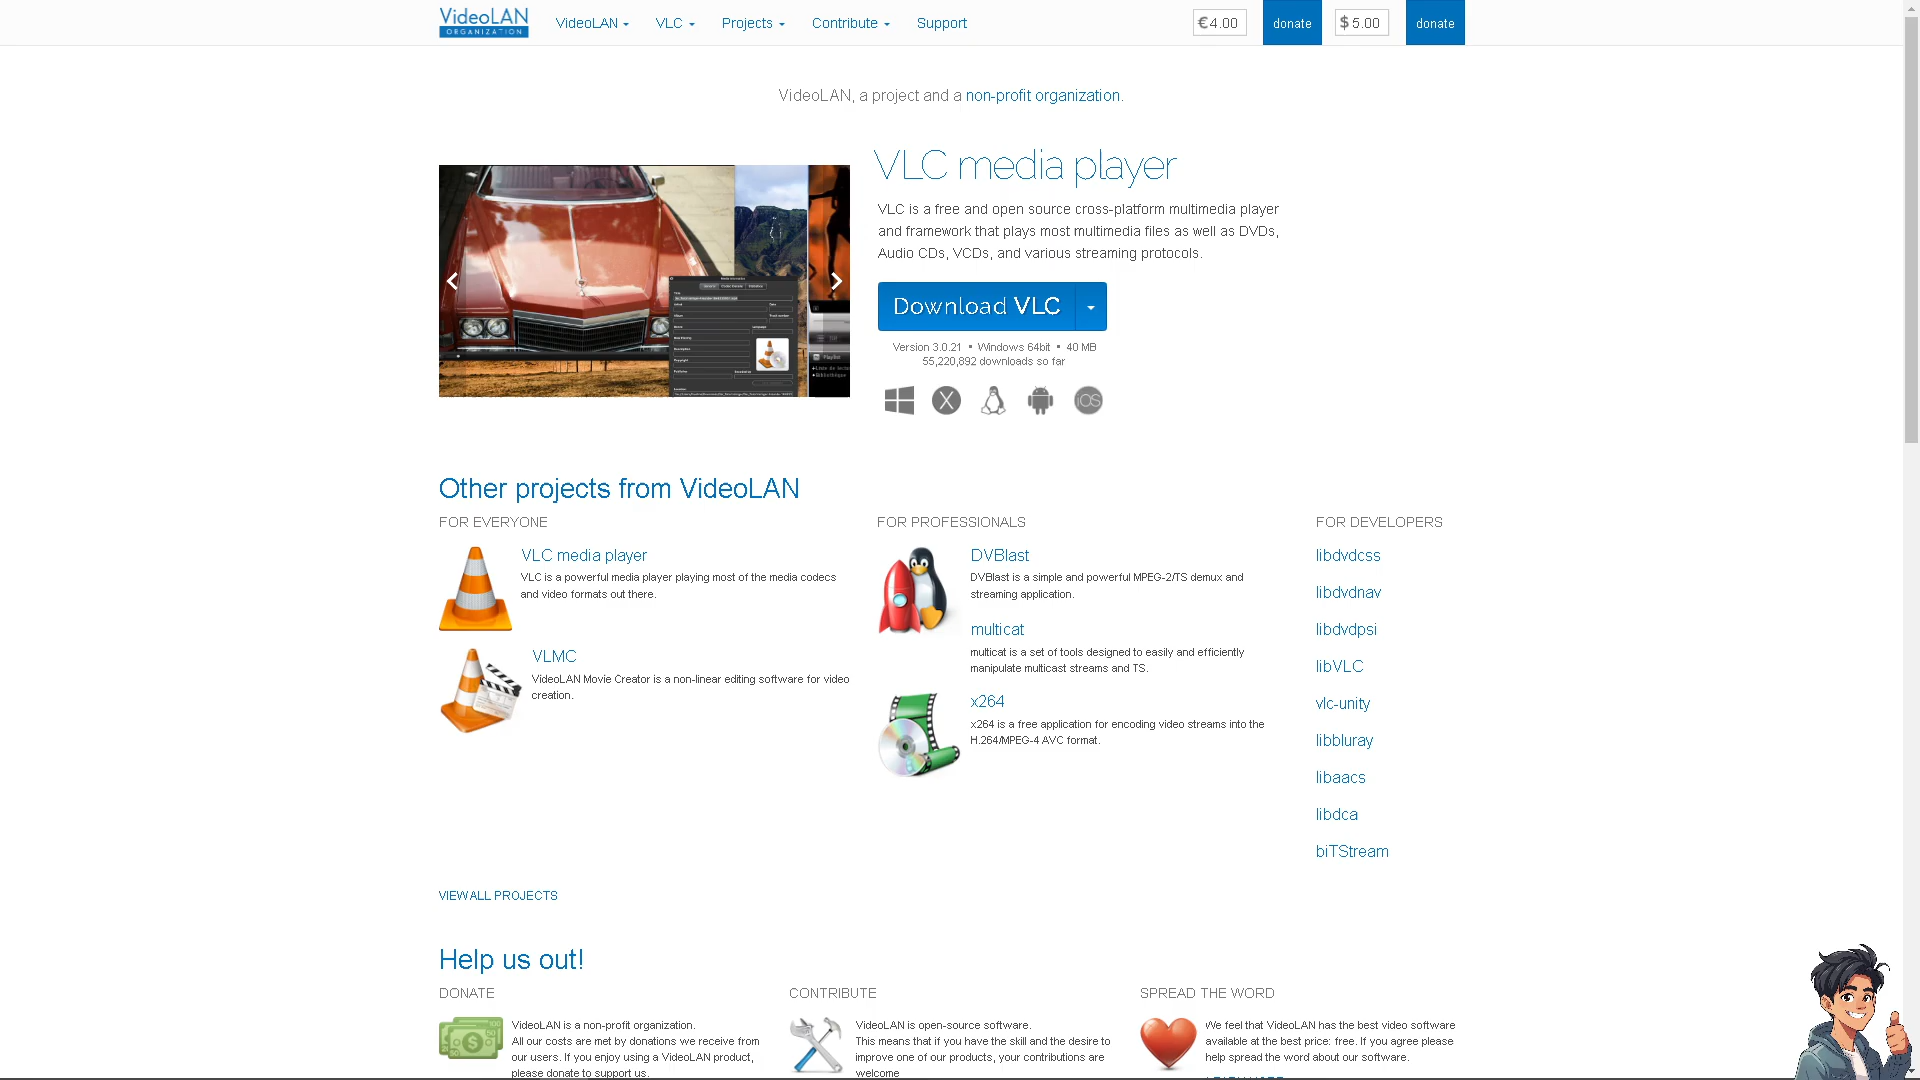 VideoLAN
ORGANIZATION
VideoLAN
VLC
Projects
Contribute
Support
€ 4.00
donate
$ 5.00
donate
VideoLAN, a project and a non-profit organization.
VLC media player
VLC is a free and open source cross-platform multimedia player
and framework that plays most multimedia files as well as DVDs,
Audio CDs, VCDs, and various streaming protocols.
Download VLC
Version 3.0.21 • Windows 64bit • 40 MB
55,220,892 downloads so far
X
iOS
Other projects from VideoLAN
FOR EVERYONE
VLC media player
VLC is a powerful media player playing most of the media codecs
and video formats out there.
VLMC
VideoLAN Movie Creator is a non-linear editing software for video
creation.
FOR PROFESSIONALS
DVBlast
DVBlast is a simple and powerful MPEG-2/TS demux and
streaming application.
multicat
multicat is a set of tools designed to easily and efficiently
manipulate multicast streams and TS.
x264
x264 is a free application for encoding video streams into the
H.264/MPEG-4 AVC format.
FOR DEVELOPERS
libdvdcss
libdvdnav
libdvdpsi
libVLC
vlc-unity
libbluray
libaacs
libdca
biTStream
VIEW ALL PROJECTS
Help us out!
DONATE
VideoLAN is a non-profit organization.
All our costs are met by donations we receive from
our users. If you enjoy using a VideoLAN product,
please donate to support us.
CONTRIBUTE
VideoLAN is open-source software.
This means that if you have the skill and the desire to
improve one of our products, your contributions are
welcome
SPREAD THE WORD
We feel that VideoLAN has the best video software
available at the best price: free. If you agree please
help spread the word about our software.